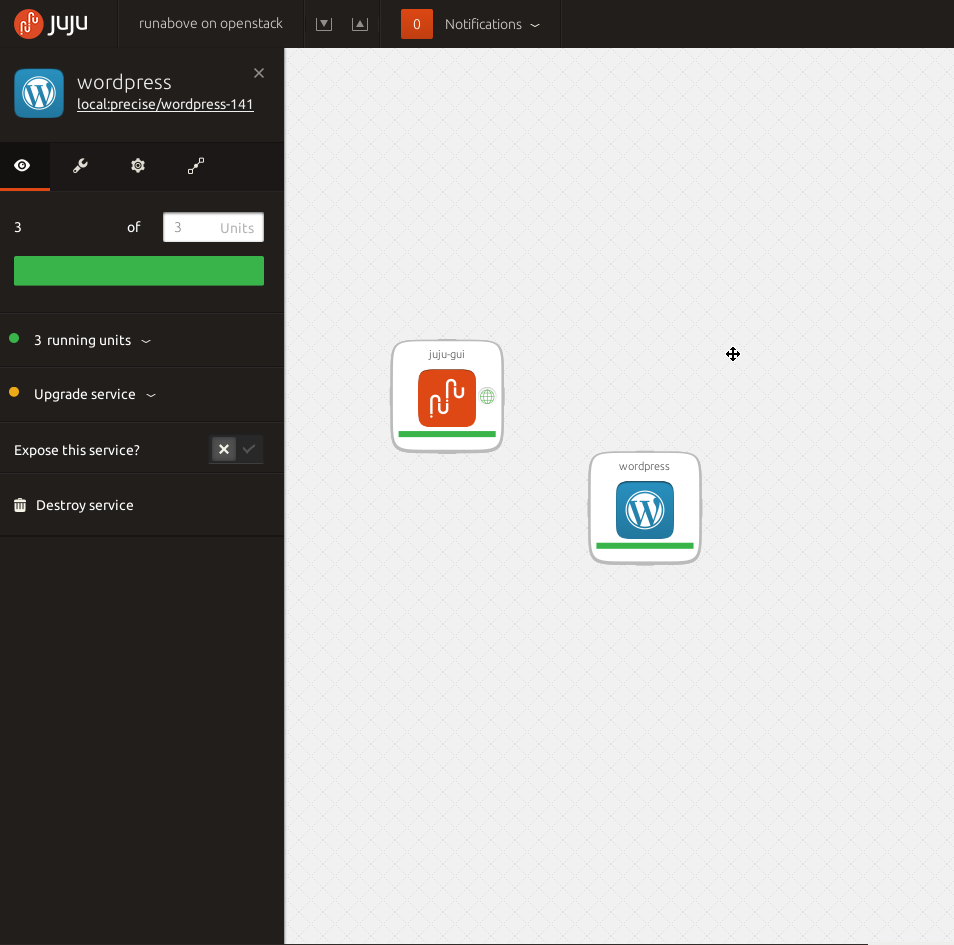 juju
runabove on openstack
0
Notifications
wordpress
local:precise/wordpress-141
3 of 3 Units
3 running units
Upgrade service
Expose this service?
Destroy service
juju-gui
wordpress